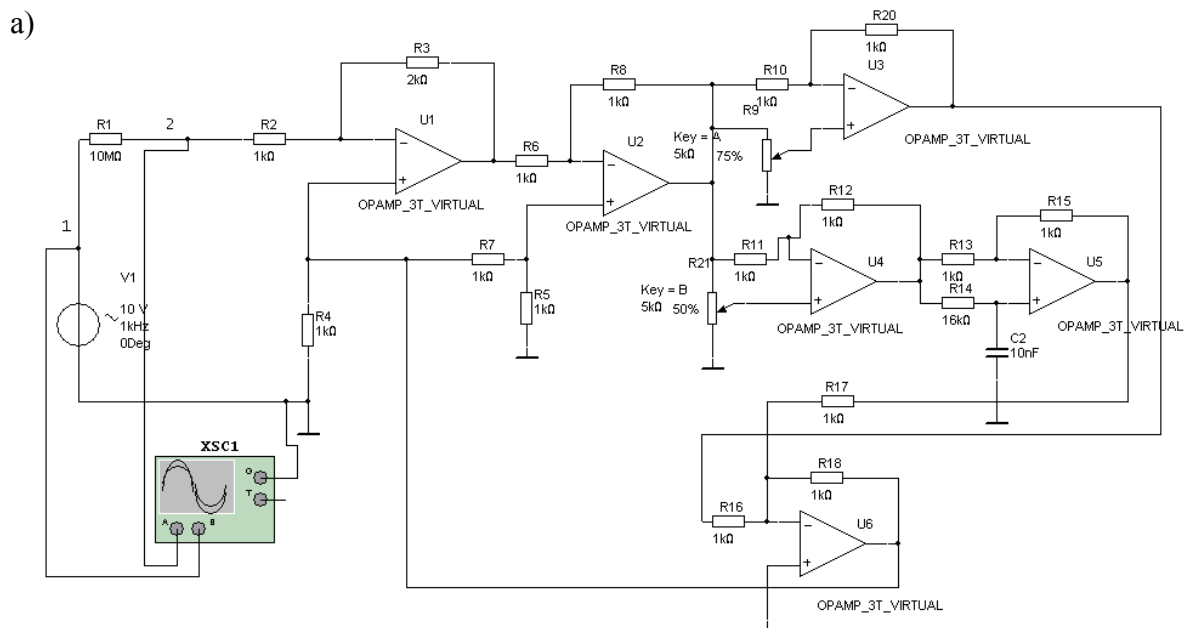 a)
R20
1kΩ
U3
R3
2kΩ
R8
1kΩ
R10
1kΩ
R9
R1
10MΩ
2
R2
1kΩ
U1
R6
1kΩ
U2
Key = A
5kΩ
75%
OPAMP_3T_VIRTUAL
OPAMP_3T_VIRTUAL
OPAMP_3T_VIRTUAL
R12
1kΩ
R15
1kΩ
1
R7
1kΩ
R21
R11
1kΩ
U4
R13
1kΩ
U5
V1
10 V
1kHz
0Deg
R5
1kΩ
Key = B
5kΩ
50%
R14
16kΩ
R4
1kΩ
OPAMP_3T_VIRTUAL
OPAMP_3T_VIRTUAL
C2
10nF
R17
1kΩ
XSC1
G
T
A
B
R18
1kΩ
R16
1kΩ
U6
OPAMP_3T_VIRTUAL